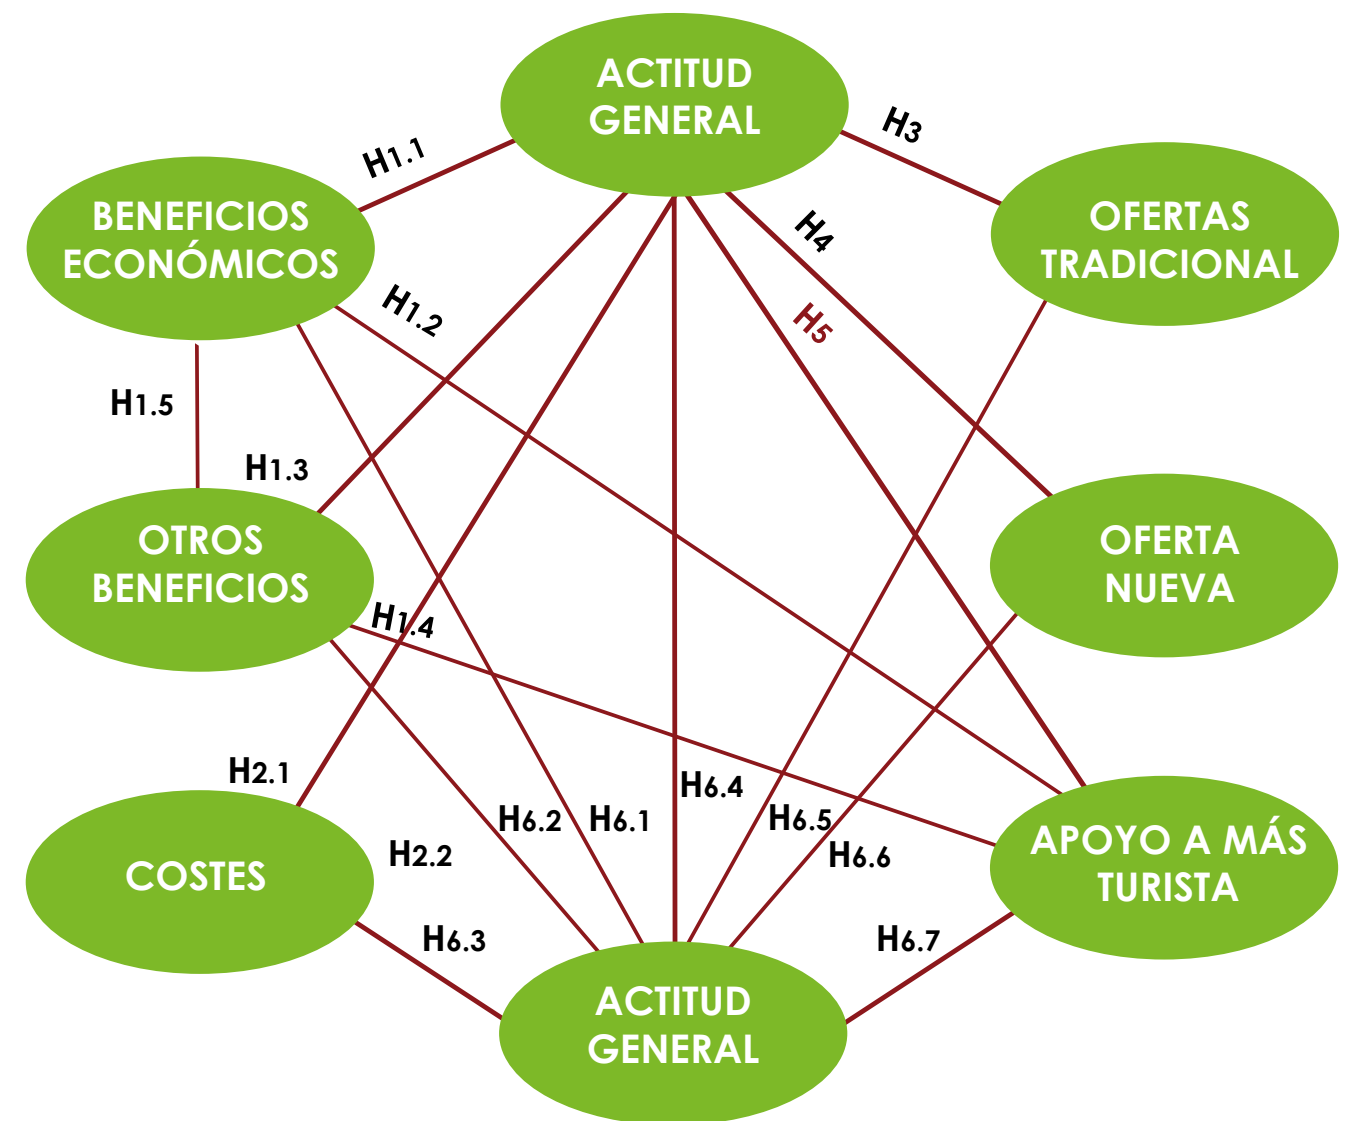 ACTITUD
GENERAL
H3
H1.1
BENEFICIOS
ECONÓMICOS
OFERTAS
TRADICIONAL
H4
H1.2
H5
H1.5
H1.3
OTROS
BENEFICIOS
OFERTA
NUEVA
H1.4
H2.1
H6.4
H6.2
H6.1
H6.5
H6.6
H2.2
COSTES
APOYO A MÁS
TURISTA
H6.3
H6.7
ACTITUD
GENERAL